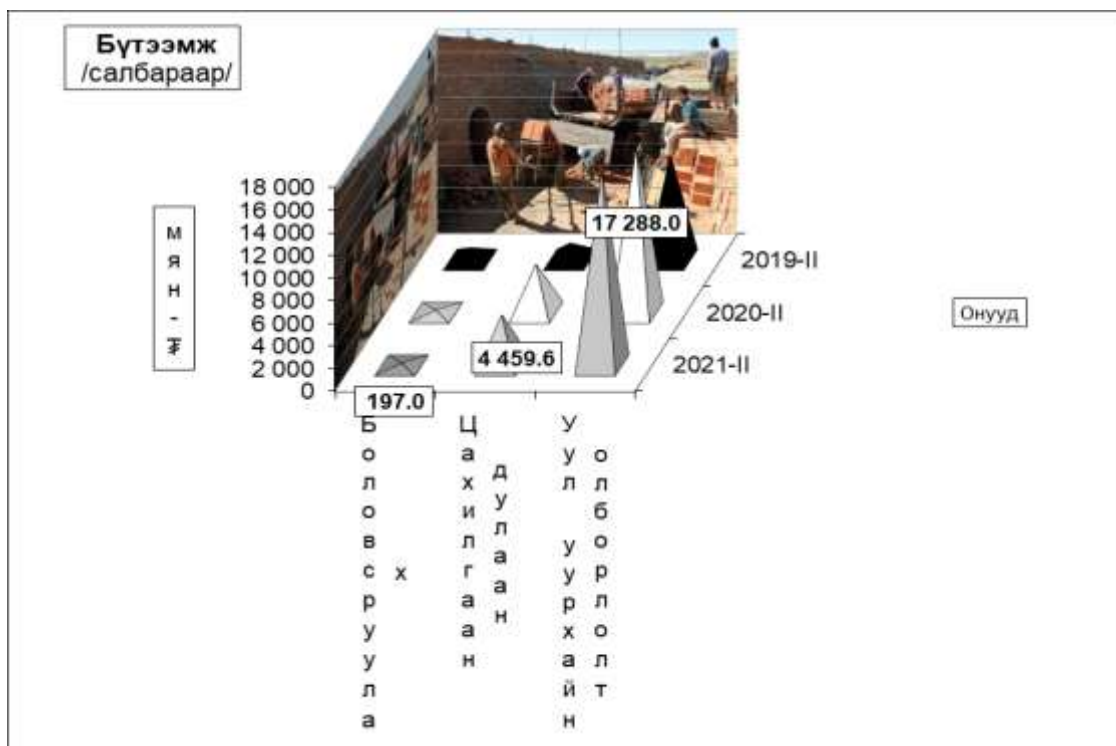 Бүтээмж
/салбараар/
мян-₮
18 000
16 000
14 000
12 000
10 000
8 000
6 000
4 000
2 000
0
17 288.0
4 459.6
197.0
2019-II
2020-II
2021-II
Онууд
Боловсруулах
Цахилгаан дулаан
Уул уурхайн олборлолт